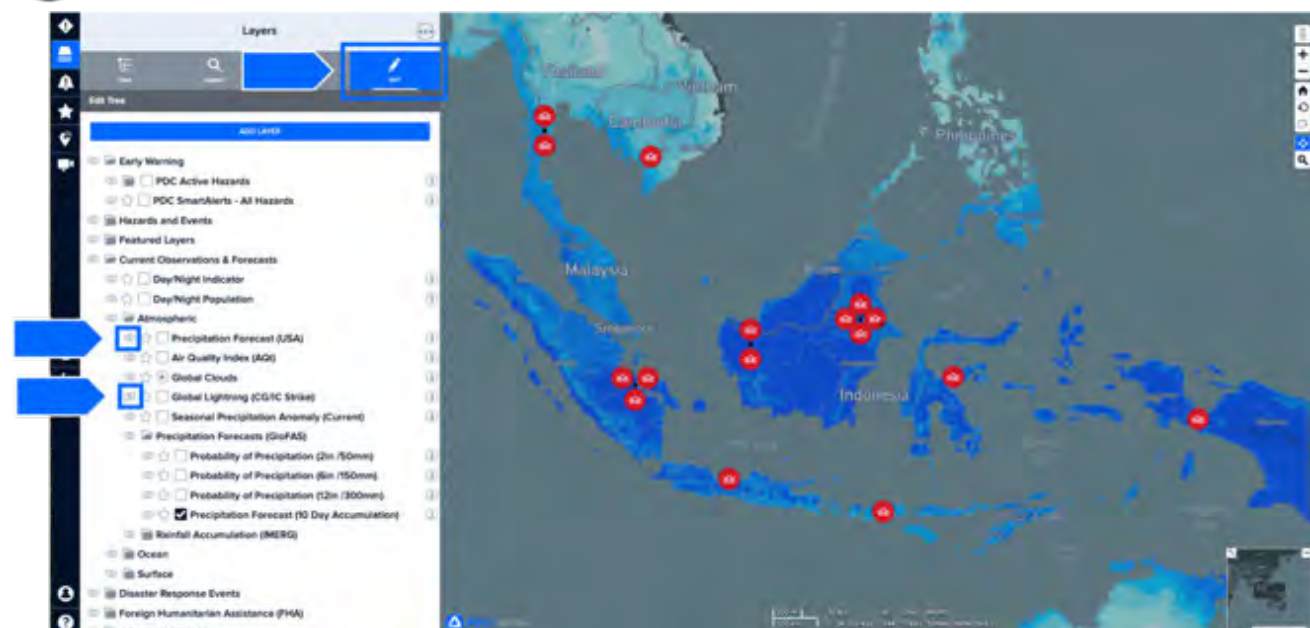 Layers
EDIT
Edit Tree
ADD LAYER
Early Warning
PDC Active Hazards
PDC SmartAlerts - All Hazards
Hazards and Events
Featured Layers
Current Observations & Forecasts
Day/Night Indicator
Day/Night Population
Atmospheric
Precipitation Forecast (USA)
Air Quality Index (AQI)
Global Clouds
Global Lightning (CG/IC Strike)
Seasonal Precipitation Anomaly (Current)
Precipitation Forecasts (GloFAS)
Probability of Precipitation (2in /50mm)
Probability of Precipitation (6in /150mm)
Probability of Precipitation (12in /300mm)
Precipitation Forecast (10 Day Accumulation)
Rainfall Accumulation (IMERG)
Ocean
Surface
Disaster Response Events
Foreign Humanitarian Assistance (FHA)
Thailand
Vietnam
Cambodia
Philippines
Malaysia
Singapore
Indonesia